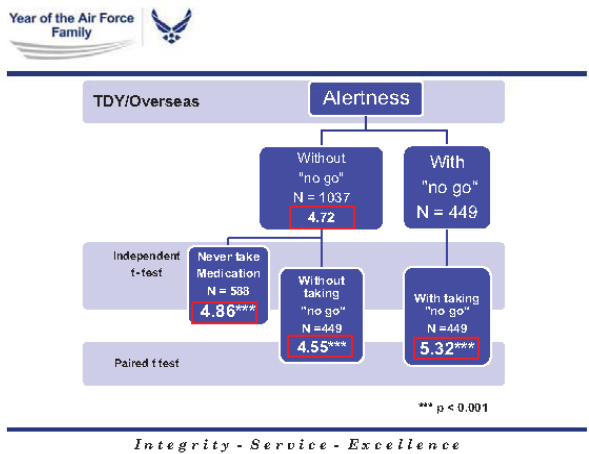 Year of the Air Force
Family
TDY/Overseas
Alertness
Without
"no go"
N = 1037
4.72
With
"no go"
N = 449
Independent
t-test
Never take
Medication
N = 588
4.86***
Without
taking
"no go"
N =449
4.55***
With taking
"no go"
N =449
5.32***
Paired t test
*** p < 0.001
Integrity - Service - Excellence